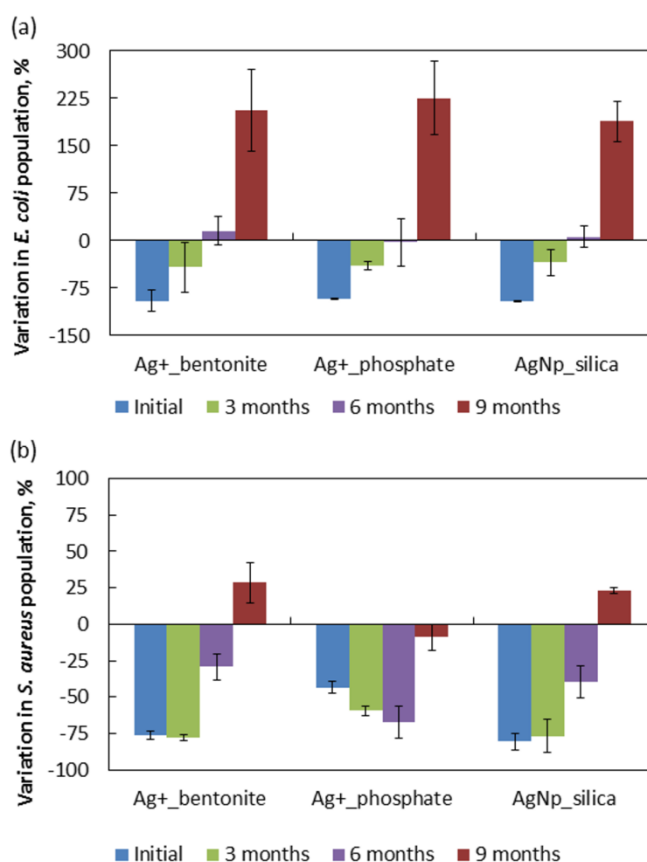 (a)
Variation in E. coli population, %
300
225
150
75
0
-75
-150
Ag+_bentonite Ag+_phosphate AgNp_silica
Initial 3 months 6 months 9 months
(b)
Variation in S. aureus population, %
100
75
50
25
0
-25
-50
-75
-100
Ag+_bentonite Ag+_phosphate AgNp_silica
Initial 3 months 6 months 9 months